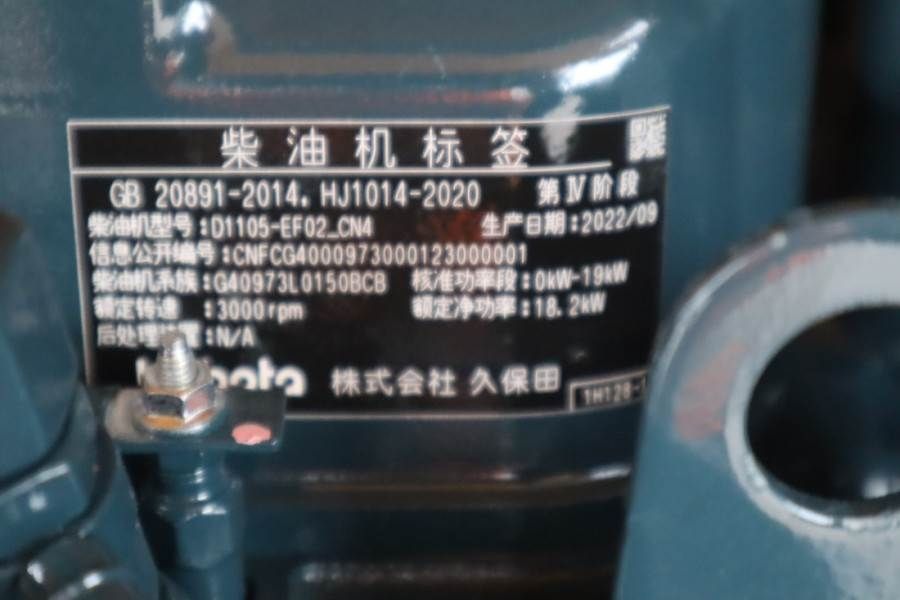 柴油机标签
GB 20891-2014. HJ1014-2020 第Ⅳ阶段
柴油机型号:D1105-EF02_CN4 生产日期:2022/09
信息公开编号:CNFCG40009730000123000001
柴油机系族:G40973L0150BCB 核准功率段:0kW-19kW
额定转速 :3000rpm 额定净功率:18.2kW
后处理装置:N/A
株式会社 久保田
1H128-